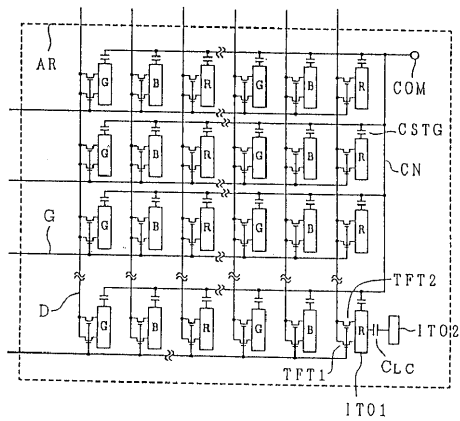 AR
G B R G B R
COM
G B R G B R
CSTG
CN
G B R G B R
G
D
G B R G B R
TFT2
ITO2
CLC
TFT1
ITO1